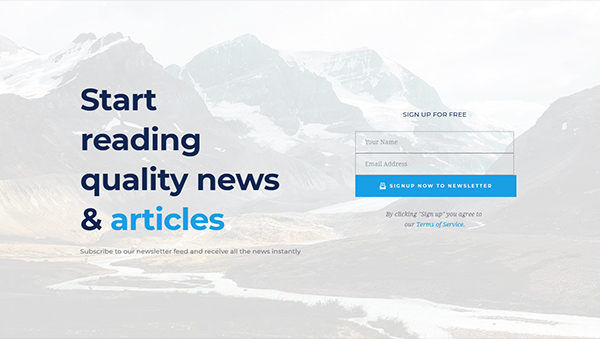 Start
reading
quality news
& articles
Subscribe to our newsletter feed and receive all the news instantly
SIGN UP FOR FREE
Your Name
Email Address
SIGNUP NOW TO NEWSLETTER
By clicking "Sign up" you agree to
our Terms of Service.